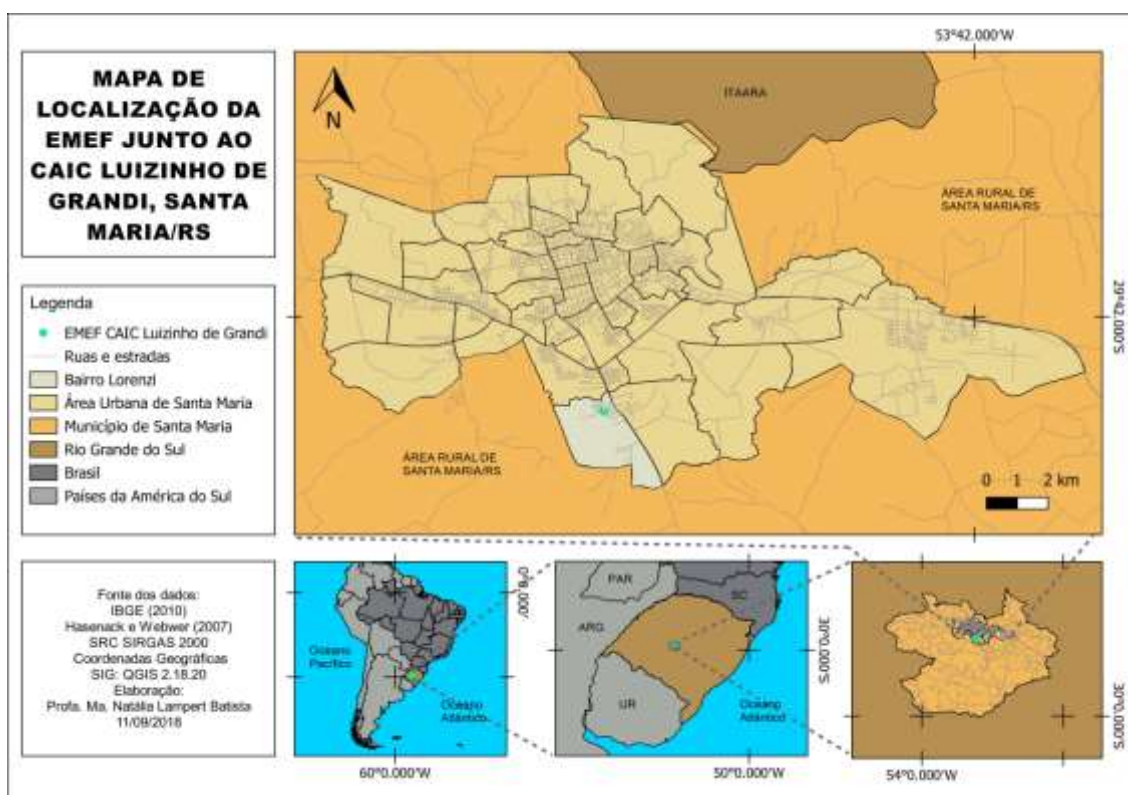 MAPA DE
LOCALIZAÇÃO DA
EMEF JUNTO AO
CAIC LUIZINHO DE
GRANDI, SANTA
MARIA/RS
Legenda
EMEF CAIC Luizinho de Grandi
Ruas e estradas
Bairro Lorenzi
Área Urbana de Santa Maria
Município de Santa Maria
Rio Grande do Sul
Brasil
Países da América do Sul
Fonte dos dados:
IBGE (2010)
Hasenack e Webwer (2007)
SRC SIRGAS 2000
Coordenadas Geográficas
SIG: QGIS 2.18.20
Elaboração:
Profa. Ma. Natália Lampert Batista
11/09/2018
53°42.000'W
N
ITAARA
ÁREA RURAL DE
SANTA MARIA/RS
29°42.000'S
ÁREA RURAL DE
SANTA MARIA/RS
0 1 2 km
Oceano
Pacífico
Oceano
Atlântico
60°0.000'W
PAR
SC
ARG
UR
Oceano
Atlântico
30°0.000'S
50°0.000'W
30°0.000'S
54°0.000'W